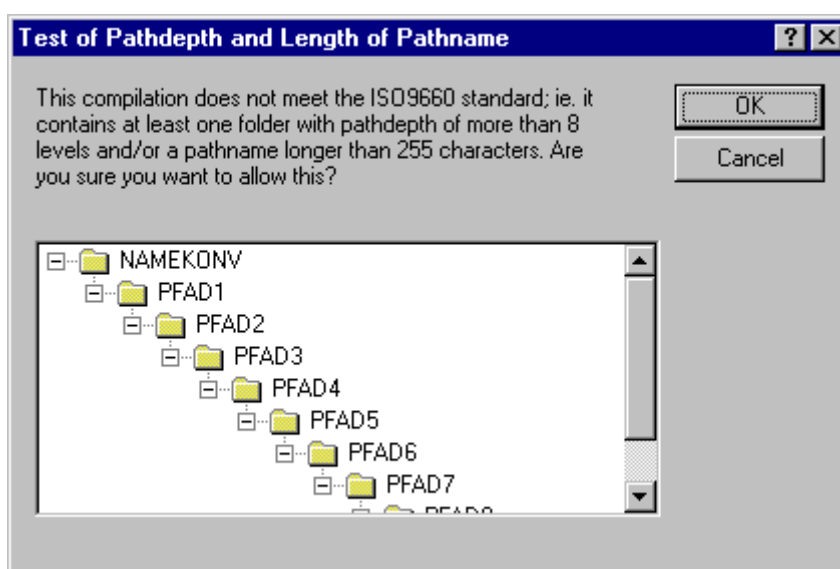 Test of Pathdepth and Length of Pathname
This compilation does not meet the ISO9660 standard; ie. it
contains at least one folder with pathdepth of more than 8
levels and/or a pathname longer than 255 characters. Are
you sure you want to allow this?
OK
Cancel
NAMEKONV
PFAD1
PFAD2
PFAD3
PFAD4
PFAD5
PFAD6
PFAD7